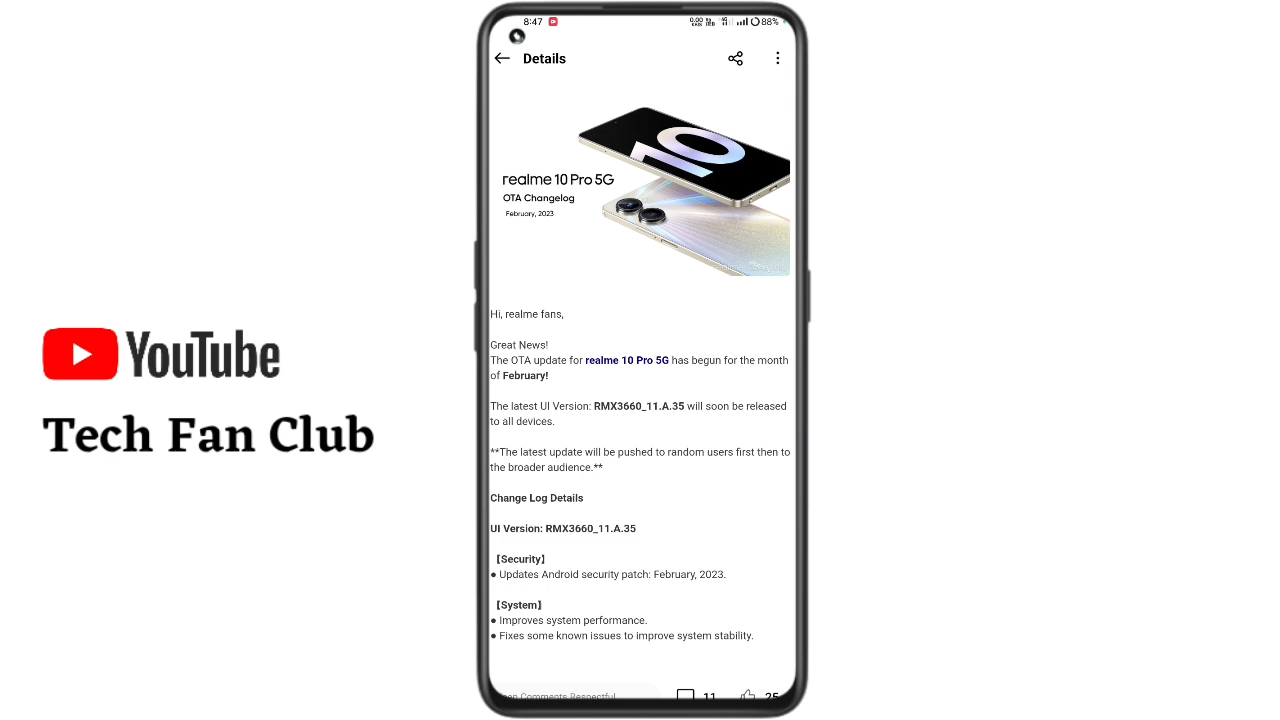 8:47
88%
Details
10
realme 10 Pro 5G
OTA Changelog
February, 2023
Hi, realme fans,
Great News!
The OTA update for realme 10 Pro 5G has begun for the month
of February!
The latest UI Version: RMX3660_11.A.35 will soon be released
to all devices.
**The latest update will be pushed to random users first then to
the broader audience.**
Change Log Details
UI Version: RMX3660_11.A.35
【Security】
● Updates Android security patch: February, 2023.
【System】
● Improves system performance.
● Fixes some known issues to improve system stability.
Comments Respectful
11
25
YouTube
Tech Fan Club